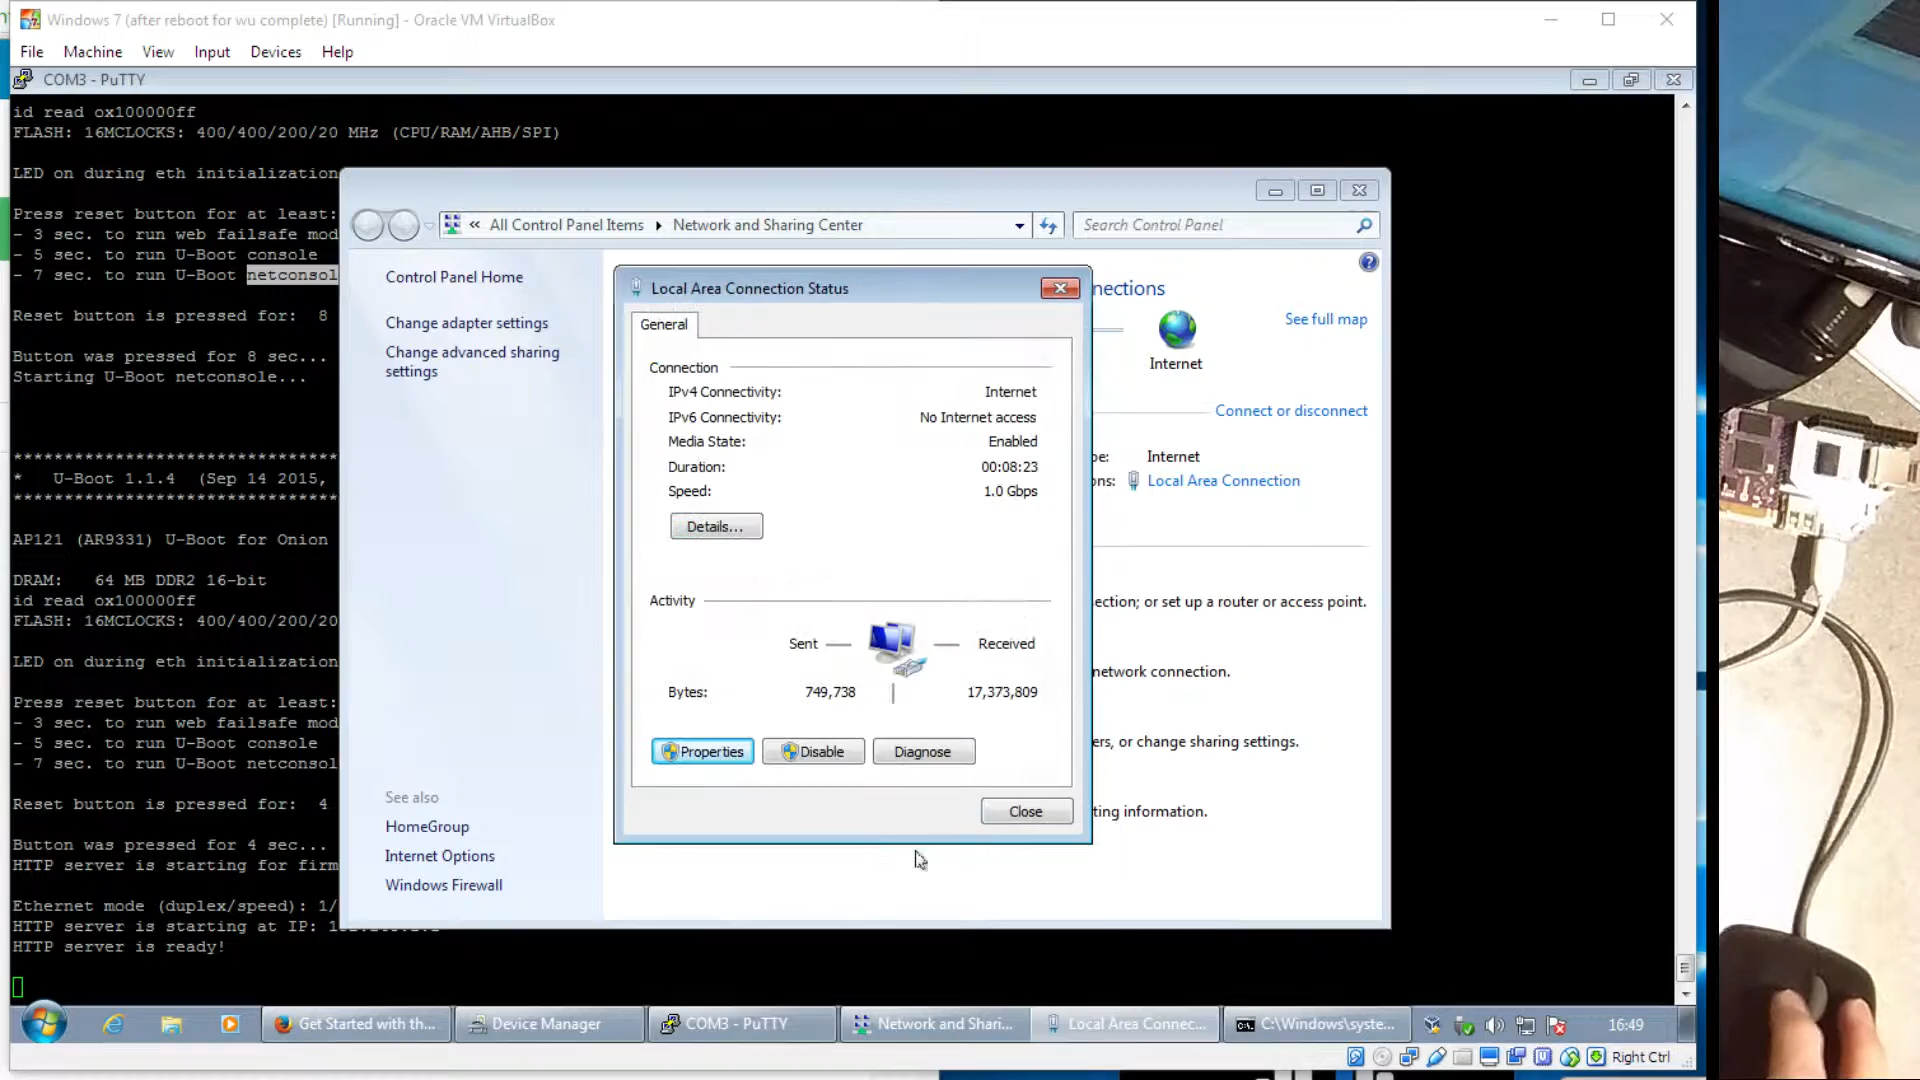 Windows 7 (after reboot for wu complete) [Running] - Oracle VM VirtualBox
File Machine View Input Devices Help
COM3 - PuTTY
id read ox100000ff
FLASH: 16MCLOCKS: 400/400/200/20 MHz (CPU/RAM/AHB/SPI)
LED on during eth initialization
Press reset button for at least:
- 3 sec. to run web failsafe mod
- 5 sec. to run U-Boot console
- 7 sec. to run U-Boot netconsol
Reset button is pressed for: 8
Button was pressed for 8 sec...
Starting U-Boot netconsole...
*********************************
* U-Boot 1.1.4 (Sep 14 2015,
*********************************
AP121 (AR9331) U-Boot for Onion
DRAM: 64 MB DDR2 16-bit
id read ox100000ff
FLASH: 16MCLOCKS: 400/400/200/20
LED on during eth initialization
Press reset button for at least:
- 3 sec. to run web failsafe mod
- 5 sec. to run U-Boot console
- 7 sec. to run U-Boot netconsol
Reset button is pressed for: 4
Button was pressed for 4 sec...
HTTP server is starting for firm
Ethernet mode (duplex/speed): 1/
HTTP server is starting at IP:
HTTP server is ready!
« All Control Panel Items ▸ Network and Sharing Center
Search Control Panel
Control Panel Home
Change adapter settings
Change advanced sharing
settings
See also
HomeGroup
Internet Options
Windows Firewall
nections
See full map
Internet
Connect or disconnect
pe: Internet
ons: Local Area Connection
ection; or set up a router or access point.
network connection.
ers, or change sharing settings.
ting information.
Local Area Connection Status
General
Connection
IPv4 Connectivity: Internet
IPv6 Connectivity: No Internet access
Media State: Enabled
Duration: 00:08:23
Speed: 1.0 Gbps
Details...
Activity
Sent — — Received
Bytes: 749,738 | 17,373,809
Properties Disable Diagnose
Close
Get Started with th... Device Manager COM3 - PuTTY Network and Shari... Local Area Connec... C:\Windows\syste... 16:49
Right Ctrl